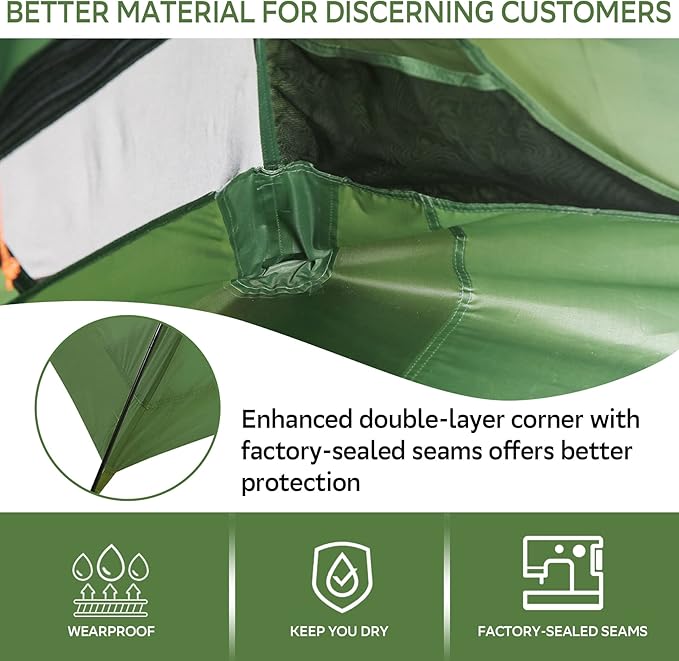 BETTER MATERIAL FOR DISCERNING CUSTOMERS
Enhanced double-layer corner with
factory-sealed seams offers better
protection
WEARPROOF
KEEP YOU DRY
FACTORY-SEALED SEAMS